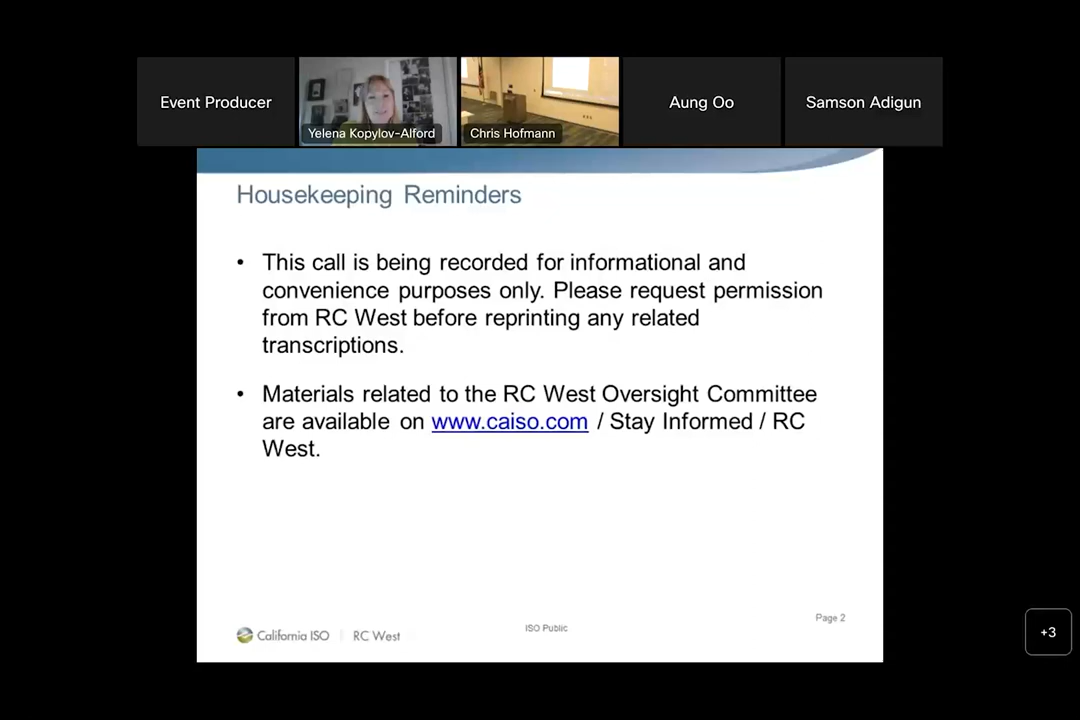 Event Producer
Yelena Kopylov-Alford
Chris Hofmann
Aung Oo
Samson Adigun
Housekeeping Reminders
• This call is being recorded for informational and
convenience purposes only. Please request permission
from RC West before reprinting any related
transcriptions.
• Materials related to the RC West Oversight Committee
are available on www.caiso.com / Stay Informed / RC
West.
Page 2
California ISO | RC West
ISO Public
+3